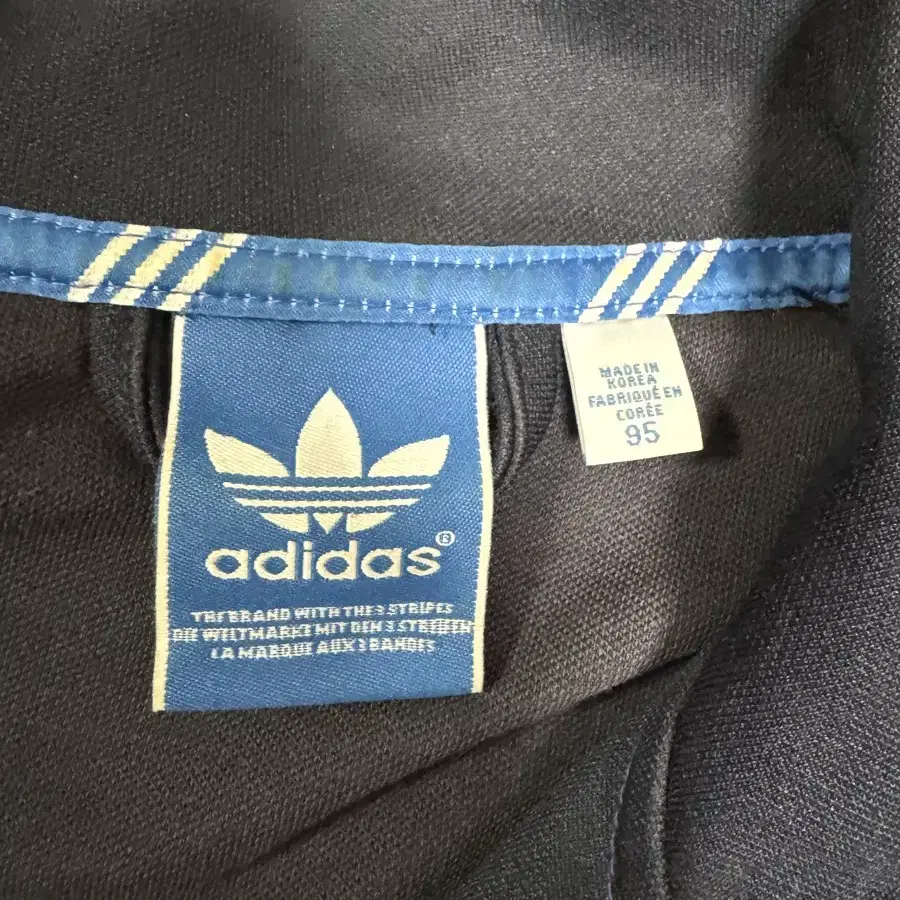 adidas®
THE BRAND WITH THE 3 STRIPES
DIE WELTMARKE MIT DEN 3 STREIFEN
LA MARQUE AUX 3 BANDES
MADE IN
KOREA
FABRIQUÉ EN
CORÉE
95